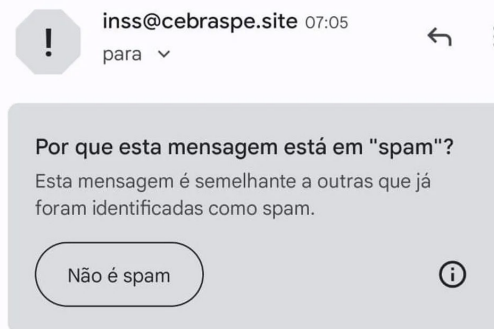 !
inss@cebraspe.site 07:05
para
Por que esta mensagem está em "spam"?
Esta mensagem é semelhante a outras que já
foram identificadas como spam.
Não é spam